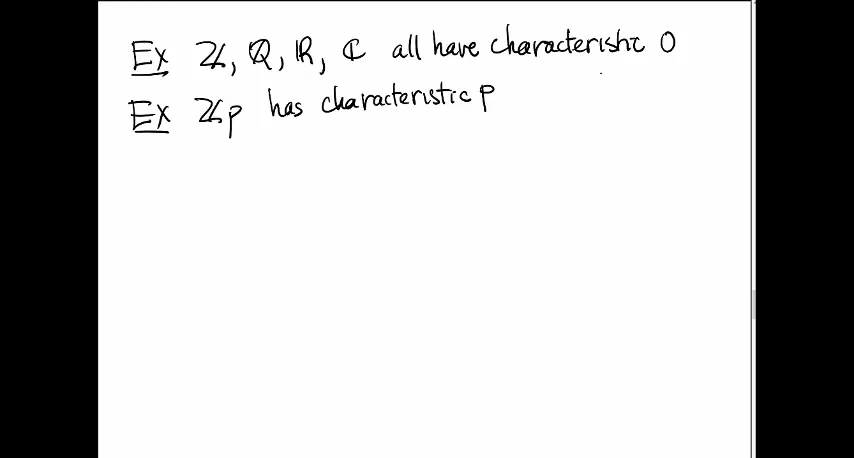 Ex ℤ, ℚ, ℝ, ℂ all have characteristic 0
Ex ℤp has characteristic p